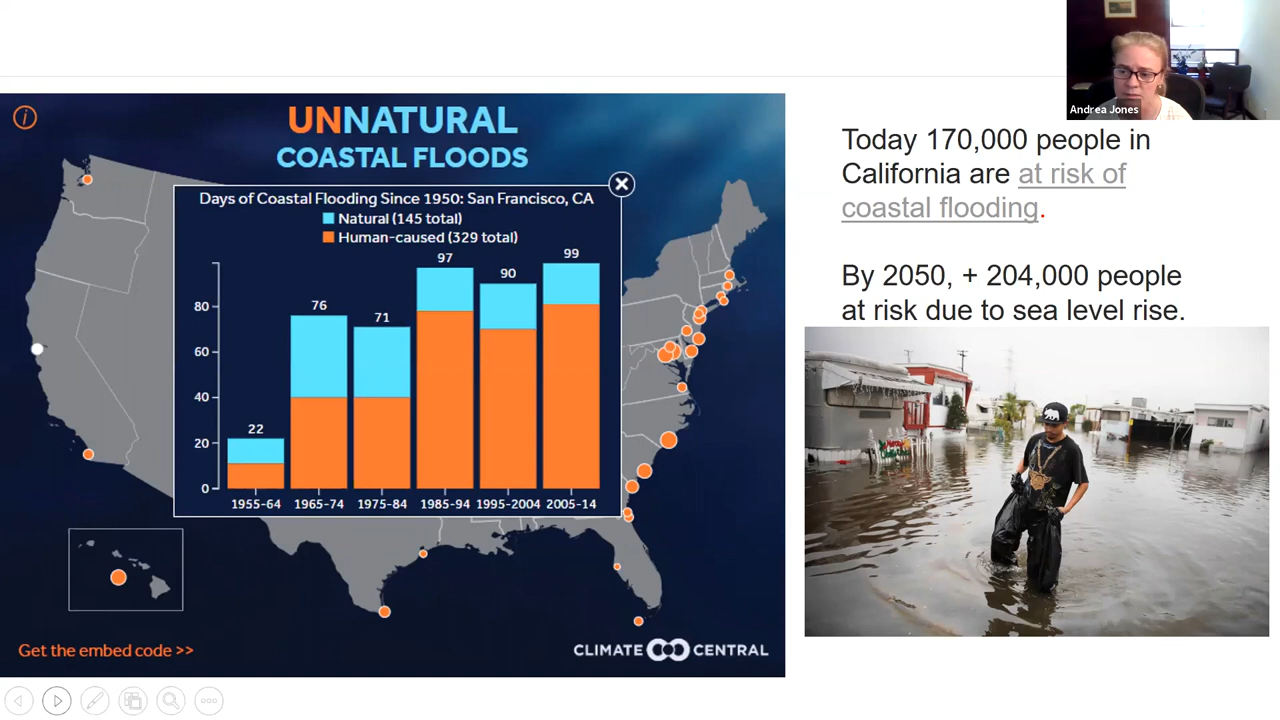 Andrea Jones
UNNATURAL
COASTAL FLOODS
Days of Coastal Flooding Since 1950: San Francisco, CA
Natural (145 total)
Human-caused (329 total)
80
60
40
20
0
22
76
71
97
90
99
1955-64
1965-74
1975-84
1985-94
1995-2004
2005-14
Get the embed code >>
CLIMATE CENTRAL
Today 170,000 people in
California are at risk of
coastal flooding.
By 2050, + 204,000 people
at risk due to sea level rise.